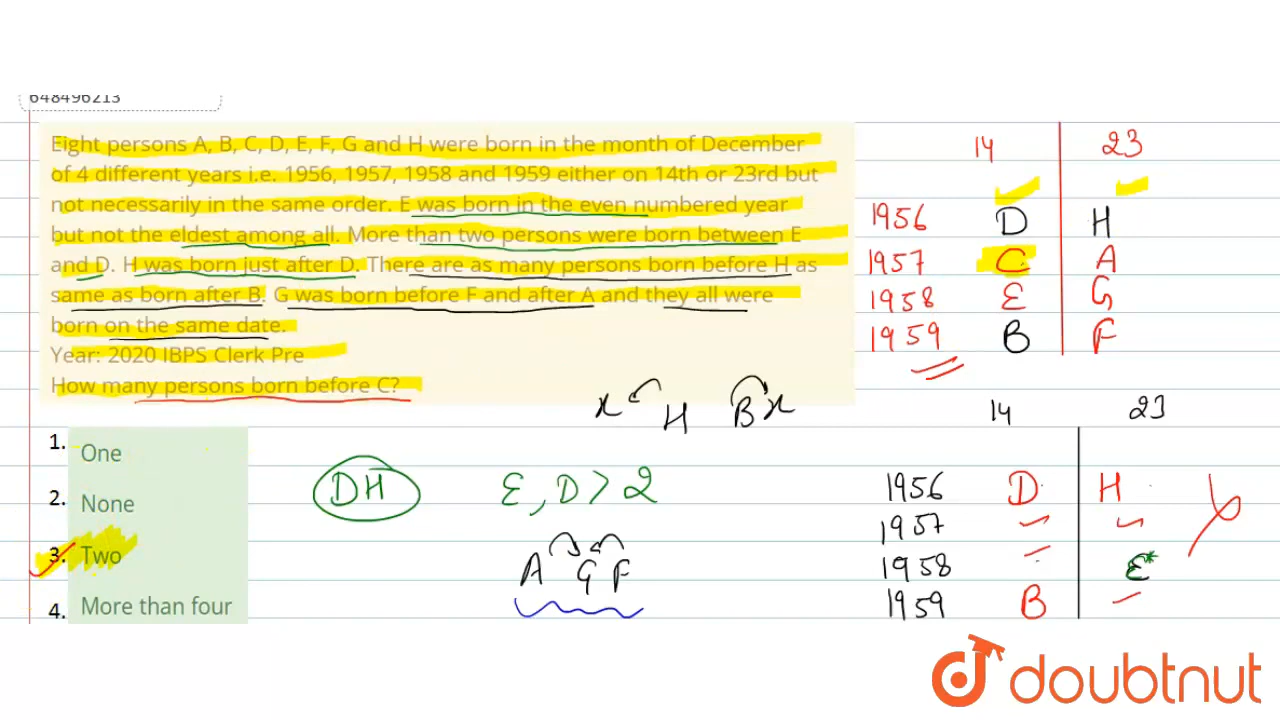 648496213
Eight persons A, B, C, D, E, F, G and H were born in the month of December
of 4 different years i.e. 1956, 1957, 1958 and 1959 either on 14th or 23rd but
not necessarily in the same order. E was born in the even numbered year
but not the eldest among all. More than two persons were born between E
and D. H was born just after D. There are as many persons born before H as
same as born after B. G was born before F and after A and they all were
born on the same date.
Year: 2020 IBPS Clerk Pre
How many persons born before C?
1. One
2. None
3. Two
4. More than four
14 23
1956 D H
1957 C A
1958 E G
1959 B F
x H B x
DH E, D > 2
A G F
14 23
1956 D H
1957
1958 E*
1959 B
doubtnut